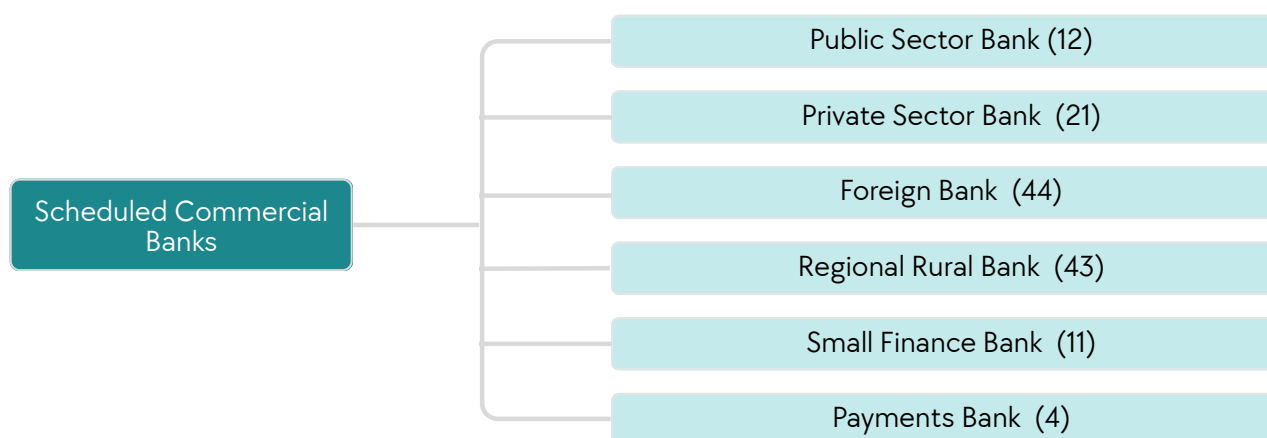 Scheduled Commercial
Banks
Public Sector Bank (12)
Private Sector Bank (21)
Foreign Bank (44)
Regional Rural Bank (43)
Small Finance Bank (11)
Payments Bank (4)